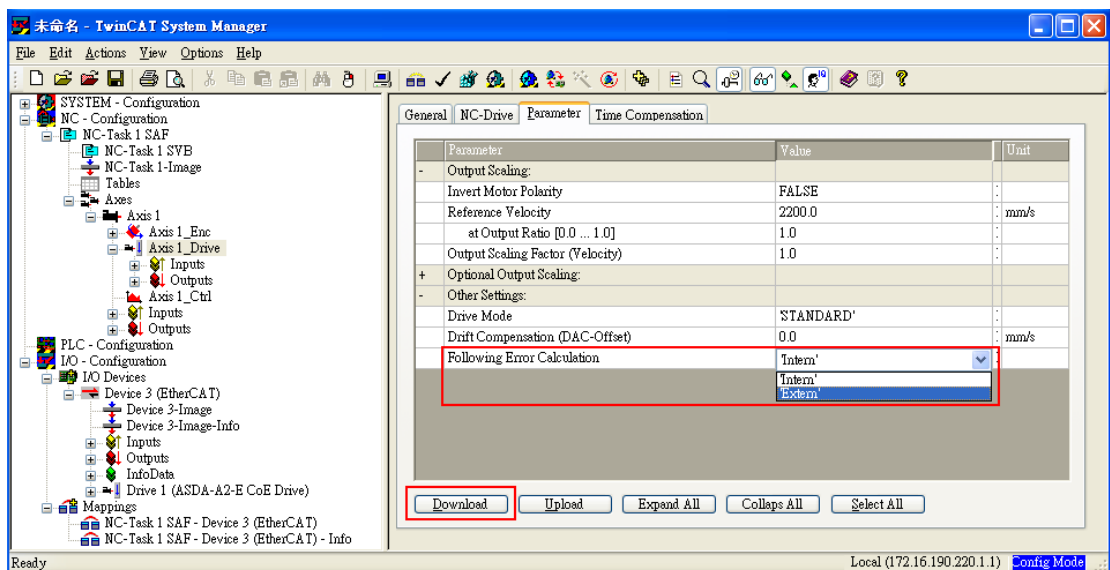 未命名 - TwinCAT System Manager
File Edit Actions View Options Help
SYSTEM - Configuration
NC - Configuration
NC-Task 1 SAF
NC-Task 1 SVB
NC-Task 1-Image
Tables
Axes
Axis 1
Axis 1_Enc
Axis 1_Drive
Inputs
Outputs
Axis 1_Ctrl
Inputs
Outputs
PLC - Configuration
I/O - Configuration
I/O Devices
Device 3 (EtherCAT)
Device 3-Image
Device 3-Image-Info
Inputs
Outputs
InfoData
Drive 1 (ASDA-A2-E CoE Drive)
Mappings
NC-Task 1 SAF - Device 3 (EtherCAT)
NC-Task 1 SAF - Device 3 (EtherCAT) - Info
General NC-Drive Parameter Time Compensation
Parameter Value Unit
- Output Scaling:
Invert Motor Polarity FALSE
Reference Velocity 2200.0 mm/s
at Output Ratio [0.0 ... 1.0] 1.0
Output Scaling Factor (Velocity) 1.0
+ Optional Output Scaling:
- Other Settings:
Drive Mode 'STANDARD'
Drift Compensation (DAC-Offset) 0.0 mm/s
Following Error Calculation 'Intern'
'Intern'
'Extern'
Download Upload Expand All Collaps All Select All
Ready Local (172.16.190.220.1.1) Config Mode